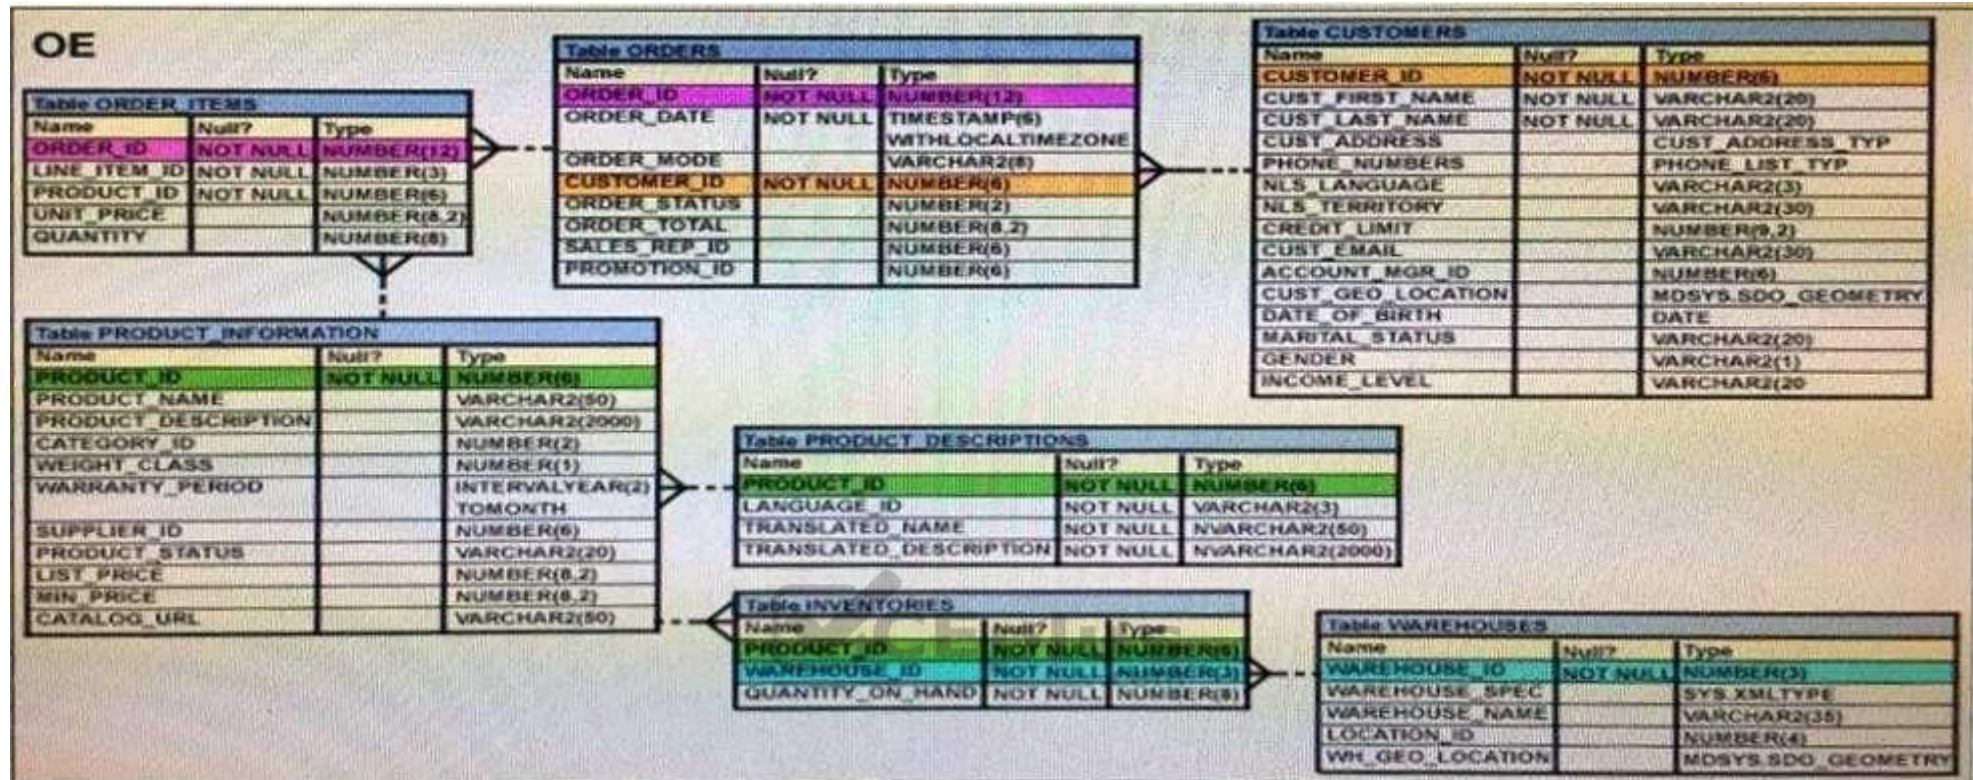 OE
Table ORDER_ITEMS
Name Null? Type
ORDER_ID NOT NULL NUMBER(12)
LINE_ITEM_ID NOT NULL NUMBER(3)
PRODUCT_ID NOT NULL NUMBER(6)
UNIT_PRICE NUMBER(8,2)
QUANTITY NUMBER(8)
Table ORDERS
Name Null? Type
ORDER_ID NOT NULL NUMBER(12)
ORDER_DATE NOT NULL TIMESTAMP(6)
WITHLOCALTIMEZONE
ORDER_MODE VARCHAR2(8)
CUSTOMER_ID NOT NULL NUMBER(6)
ORDER_STATUS NUMBER(2)
ORDER_TOTAL NUMBER(8,2)
SALES_REP_ID NUMBER(6)
PROMOTION_ID NUMBER(6)
Table CUSTOMERS
Name Null? Type
CUSTOMER_ID NOT NULL NUMBER(6)
CUST_FIRST_NAME NOT NULL VARCHAR2(20)
CUST_LAST_NAME NOT NULL VARCHAR2(20)
CUST_ADDRESS CUST_ADDRESS_TYP
PHONE_NUMBERS PHONE_LIST_TYP
NLS_LANGUAGE VARCHAR2(3)
NLS_TERRITORY VARCHAR2(30)
CREDIT_LIMIT NUMBER(9,2)
CUST_EMAIL VARCHAR2(30)
ACCOUNT_MGR_ID NUMBER(6)
CUST_GEO_LOCATION MDSYS.SDO_GEOMETRY
DATE_OF_BIRTH DATE
MARITAL_STATUS VARCHAR2(20)
GENDER VARCHAR2(1)
INCOME_LEVEL VARCHAR2(20
Table PRODUCT_INFORMATION
Name Null? Type
PRODUCT_ID NOT NULL NUMBER(6)
PRODUCT_NAME VARCHAR2(50)
PRODUCT_DESCRIPTION VARCHAR2(2000)
CATEGORY_ID NUMBER(2)
WEIGHT_CLASS NUMBER(1)
WARRANTY_PERIOD INTERVALYEAR(2)
TOMONTH
SUPPLIER_ID NUMBER(6)
PRODUCT_STATUS VARCHAR2(20)
LIST_PRICE NUMBER(8,2)
MIN_PRICE NUMBER(8,2)
CATALOG_URL VARCHAR2(50)
Table PRODUCT_DESCRIPTIONS
Name Null? Type
PRODUCT_ID NOT NULL NUMBER(6)
LANGUAGE_ID NOT NULL VARCHAR2(3)
TRANSLATED_NAME NOT NULL NVARCHAR2(50)
TRANSLATED_DESCRIPTION NOT NULL NVARCHAR2(2000)
Table INVENTORIES
Name Null? Type
PRODUCT_ID NOT NULL NUMBER(6)
WAREHOUSE_ID NOT NULL NUMBER(3)
QUANTITY_ON_HAND NOT NULL NUMBER(8)
Table WAREHOUSES
Name Null? Type
WAREHOUSE_ID NOT NULL NUMBER(3)
WAREHOUSE_SPEC SYS.XMLTYPE
WAREHOUSE_NAME VARCHAR2(35)
LOCATION_ID NUMBER(4)
WH_GEO_LOCATION MDSYS.SDO_GEOMETRY